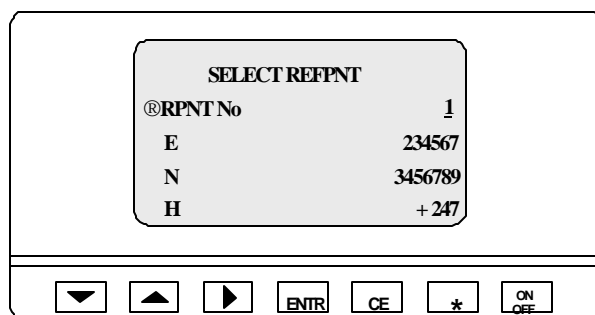 SELECT REFPNT
®RPNT No 1
E 234567
N 3456789
H + 247
ENTR CE * ON OFF